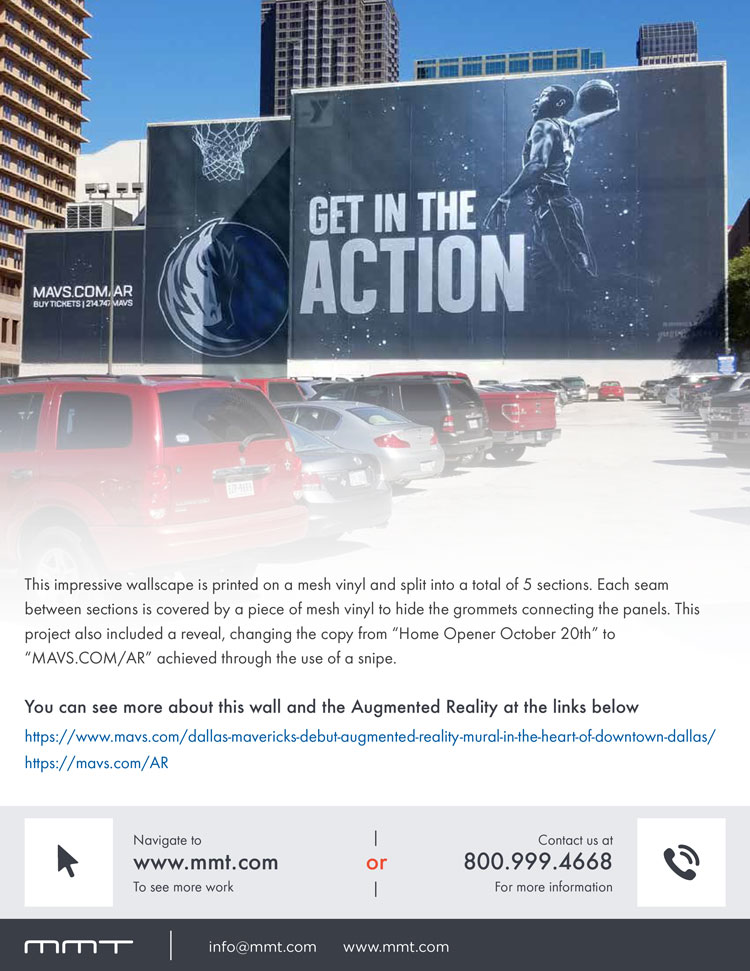 GET IN THE
ACTION
MAVS.COM/AR
BUY TICKETS | 214.747.MAVS
This impressive wallscape is printed on a mesh vinyl and split into a total of 5 sections. Each seam
between sections is covered by a piece of mesh vinyl to hide the grommets connecting the panels. This
project also included a reveal, changing the copy from “Home Opener October 20th” to
“MAVS.COM/AR” achieved through the use of a snipe.
You can see more about this wall and the Augmented Reality at the links below
https://www.mavs.com/dallas-mavericks-debut-augmented-reality-mural-in-the-heart-of-downtown-dallas/
https://mavs.com/AR
Navigate to
www.mmt.com
To see more work
or
Contact us at
800.999.4668
For more information
mmt
info@mmt.com www.mmt.com